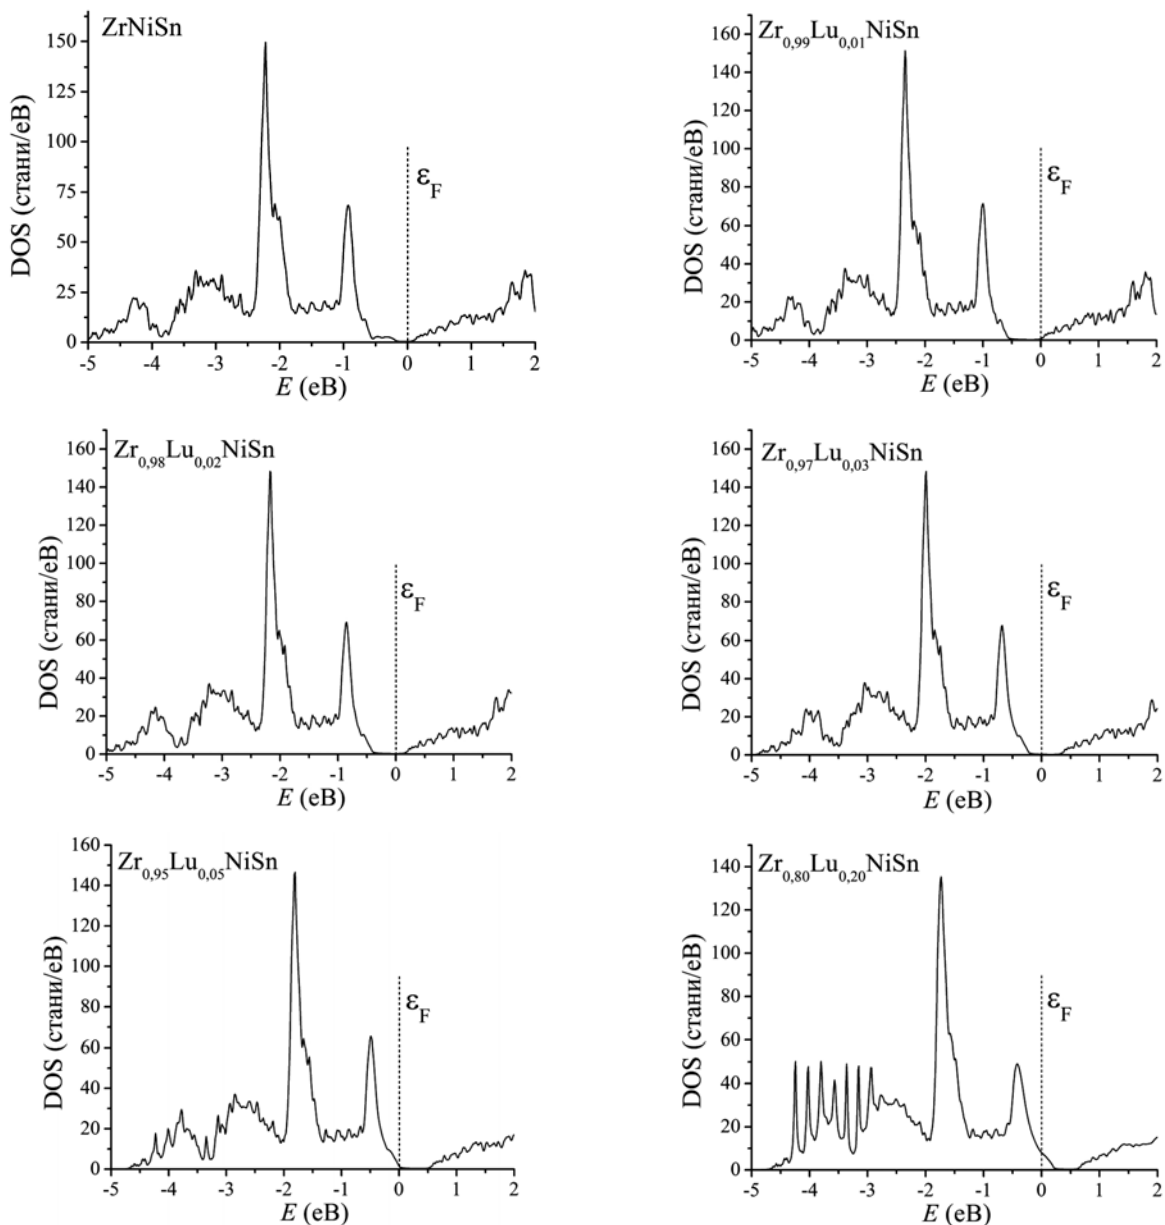 ZrNiSn
DOS (стани/еВ)
150
125
100
75
50
25
0
εF
-5 -4 -3 -2 -1 0 1 2
E (еВ)
Zr0,99Lu0,01NiSn
DOS (стани/еВ)
160
140
120
100
80
60
40
20
0
εF
-5 -4 -3 -2 -1 0 1 2
E (еВ)
Zr0,98Lu0,02NiSn
DOS (стани/еВ)
160
140
120
100
80
60
40
20
0
εF
-5 -4 -3 -2 -1 0 1 2
E (еВ)
Zr0,97Lu0,03NiSn
DOS (стани/еВ)
160
140
120
100
80
60
40
20
0
εF
-5 -4 -3 -2 -1 0 1 2
E (еВ)
Zr0,95Lu0,05NiSn
DOS (стани/еВ)
160
140
120
100
80
60
40
20
0
εF
-5 -4 -3 -2 -1 0 1 2
E (еВ)
Zr0,80Lu0,20NiSn
DOS (стани/еВ)
140
120
100
80
60
40
20
0
εF
-5 -4 -3 -2 -1 0 1 2
E (еВ)